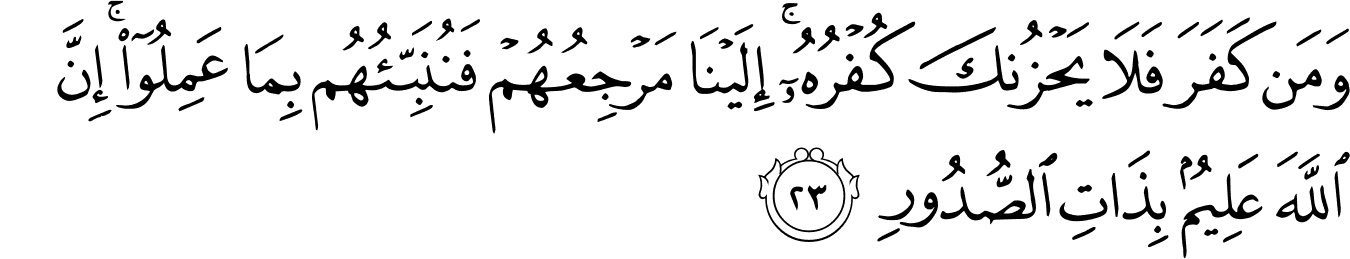 وَمَن كَفَرَ فَلَا يَحْزُنكَ كُفْرُهُۥٓ ۚ إِلَيْنَا مَرْجِعُهُمْ فَنُنَبِّئُهُم بِمَا عَمِلُوٓا۟ ۚ إِنَّ
ٱللَّهَ عَلِيمٌۢ بِذَاتِ ٱلصُّدُورِ ٢٣